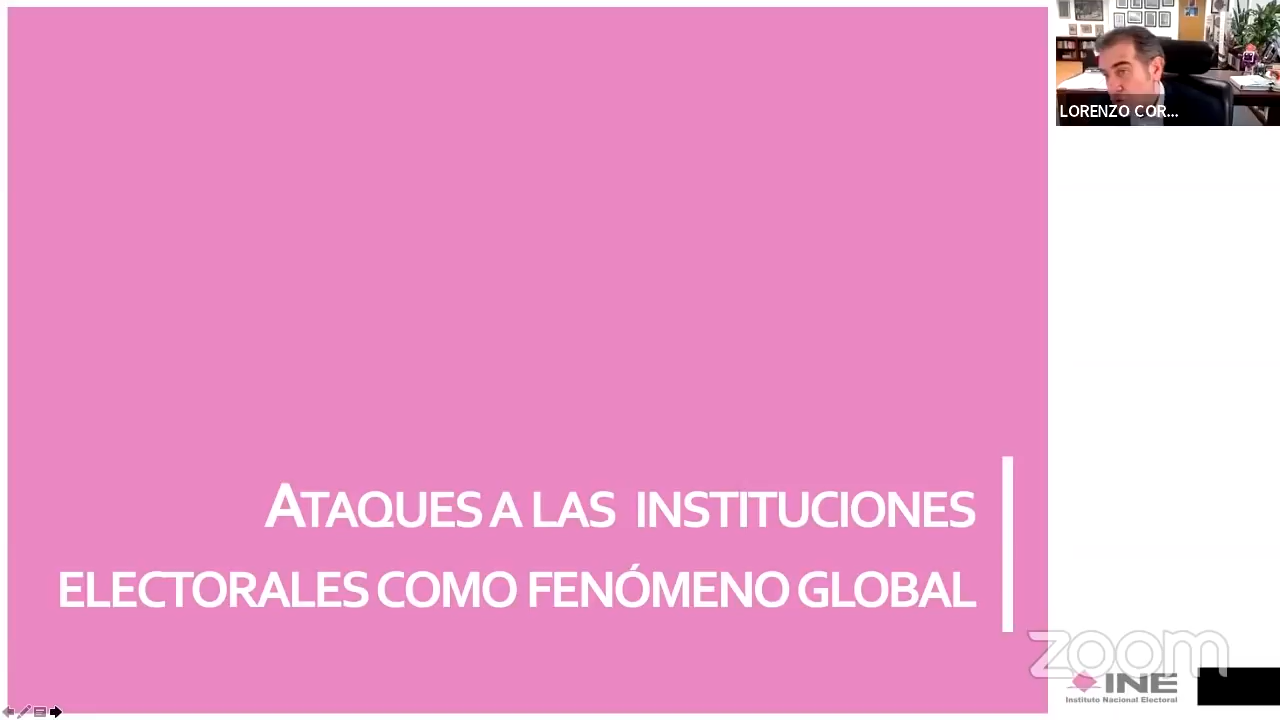 LORENZO COR...
ATAQUES A LAS INSTITUCIONES
ELECTORALES COMO FENÓMENO GLOBAL
zoom
INE
Instituto Nacional Electoral